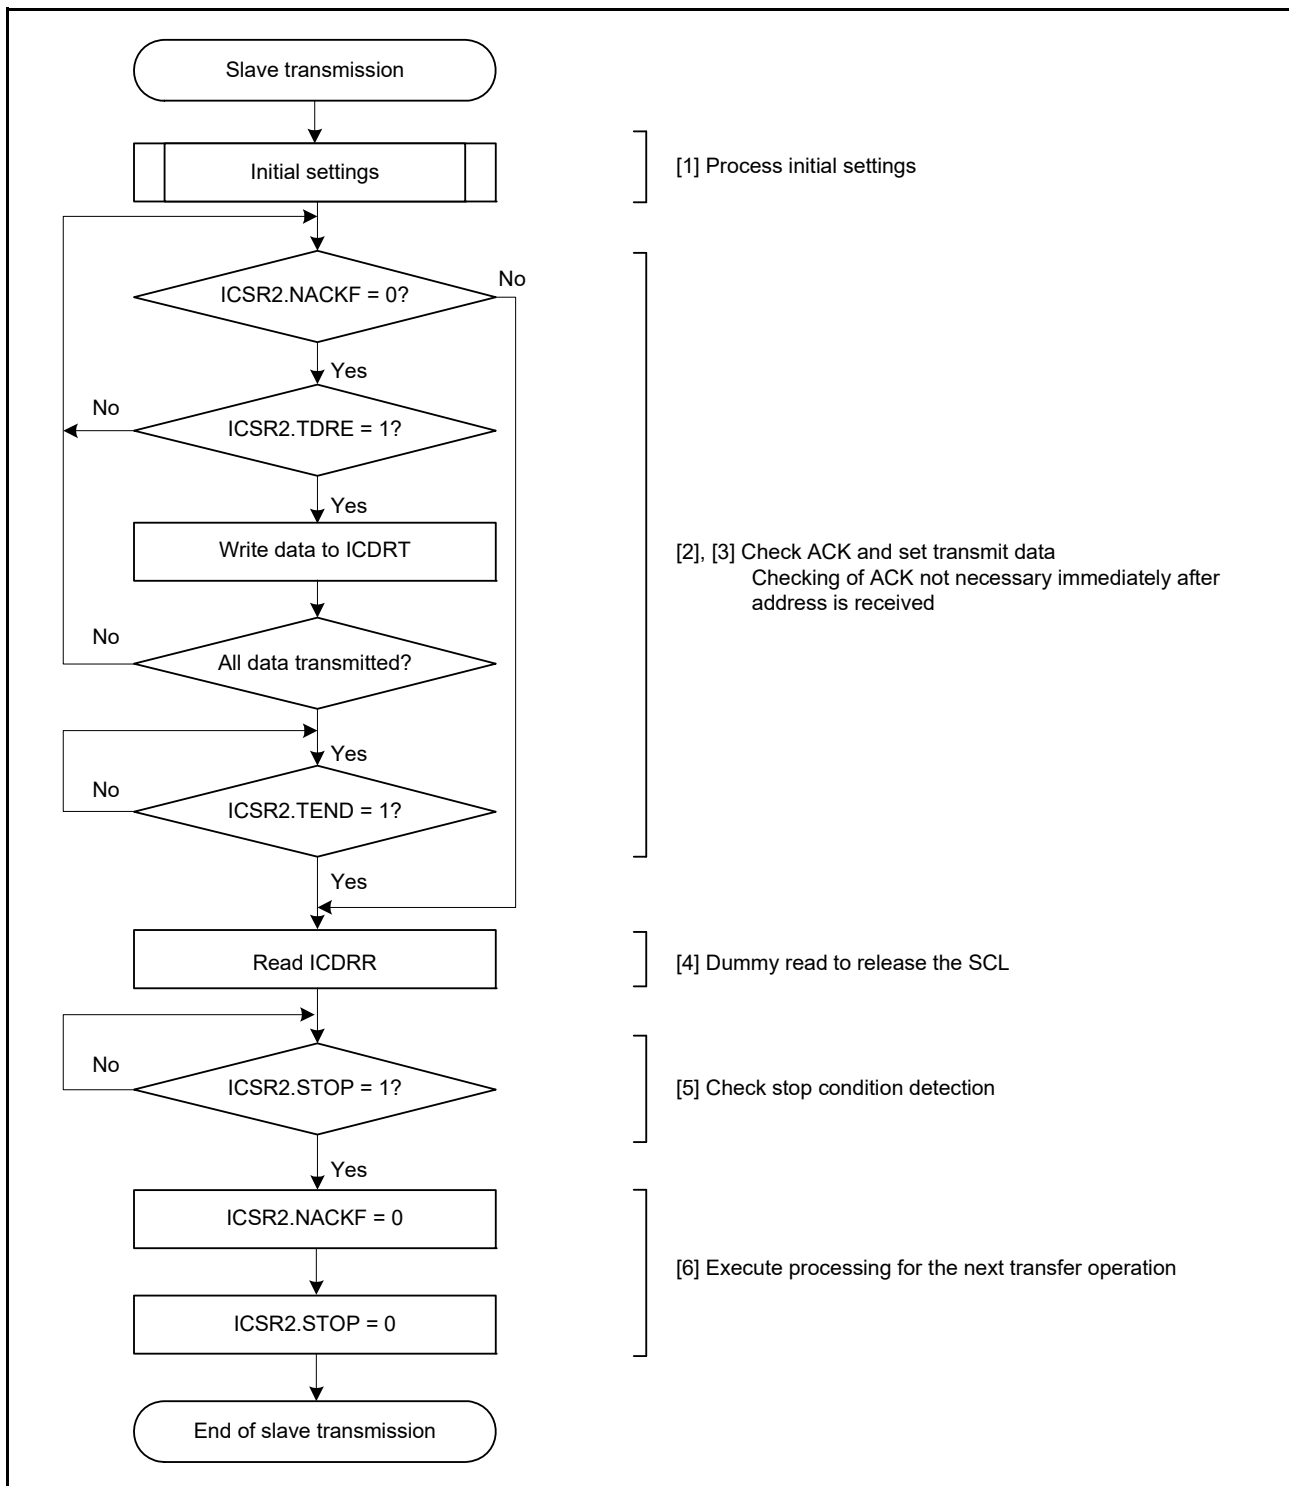 Slave transmission
Initial settings
[1] Process initial settings
ICSR2.NACKF = 0?
No
Yes
ICSR2.TDRE = 1?
No
Yes
Write data to ICDRT
[2], [3] Check ACK and set transmit data
Checking of ACK not necessary immediately after
address is received
All data transmitted?
No
Yes
ICSR2.TEND = 1?
No
Yes
Read ICDRR
[4] Dummy read to release the SCL
ICSR2.STOP = 1?
No
[5] Check stop condition detection
Yes
ICSR2.NACKF = 0
[6] Execute processing for the next transfer operation
ICSR2.STOP = 0
End of slave transmission